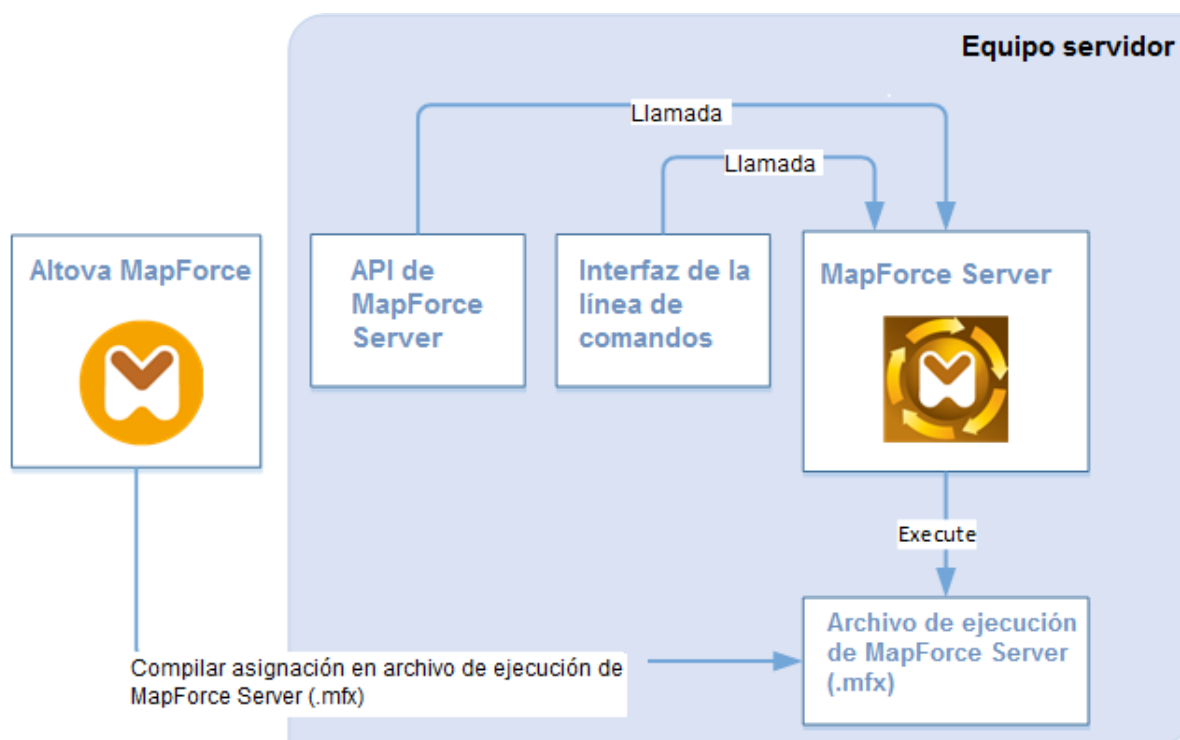 Equipo servidor
Llamada
Llamada
Altova MapForce
API de
MapForce
Server
Interfaz de la
línea de
comandos
MapForce Server
Execute
Archivo de ejecución
de MapForce Server
(.mfx)
Compilar asignación en archivo de ejecución de
MapForce Server (.mfx)